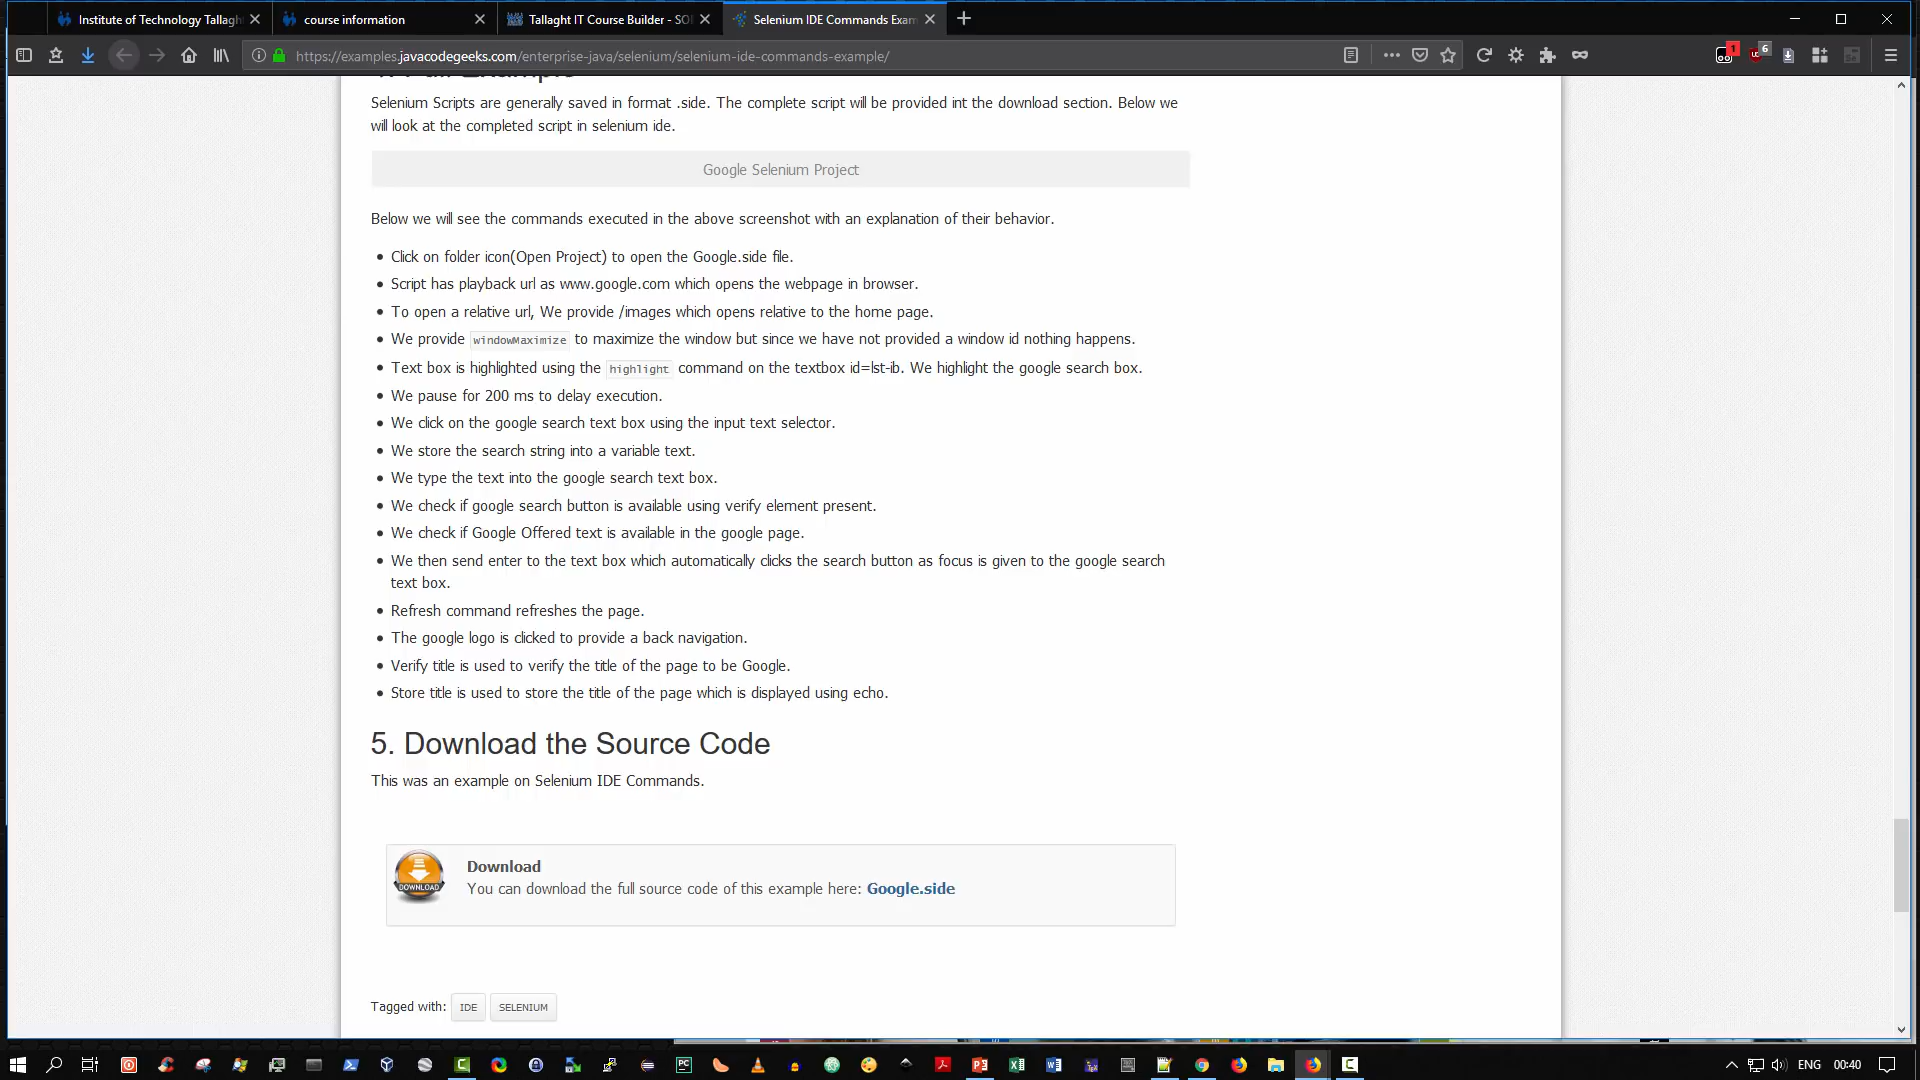 Institute of Technology Tallagh
course information
Tallaght IT Course Builder - SOI
Selenium IDE Commands Exam
https://examples.javacodegeeks.com/enterprise-java/selenium/selenium-ide-commands-example/
1
6
Selenium Scripts are generally saved in format .side. The complete script will be provided int the download section. Below we
will look at the completed script in selenium ide.
Google Selenium Project
Below we will see the commands executed in the above screenshot with an explanation of their behavior.
• Click on folder icon(Open Project) to open the Google.side file.
• Script has playback url as www.google.com which opens the webpage in browser.
• To open a relative url, We provide /images which opens relative to the home page.
• We provide windowMaximize to maximize the window but since we have not provided a window id nothing happens.
• Text box is highlighted using the highlight command on the textbox id=lst-ib. We highlight the google search box.
• We pause for 200 ms to delay execution.
• We click on the google search text box using the input text selector.
• We store the search string into a variable text.
• We type the text into the google search text box.
• We check if google search button is available using verify element present.
• We check if Google Offered text is available in the google page.
• We then send enter to the text box which automatically clicks the search button as focus is given to the google search
text box.
• Refresh command refreshes the page.
• The google logo is clicked to provide a back navigation.
• Verify title is used to verify the title of the page to be Google.
• Store title is used to store the title of the page which is displayed using echo.
5. Download the Source Code
This was an example on Selenium IDE Commands.
DOWNLOAD
Download
You can download the full source code of this example here: Google.side
Tagged with: IDE SELENIUM
ENG 00:40